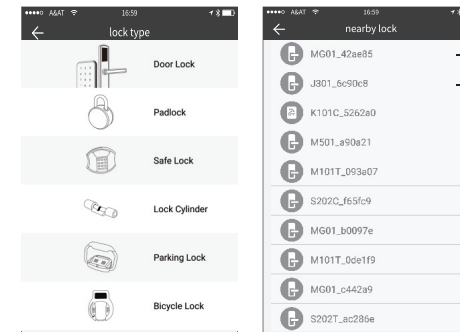 A&AT 16:59
lock type
Door Lock
Padlock
Safe Lock
Lock Cylinder
Parking Lock
Bicycle Lock
A&AT 16:59
nearby lock
MG01_42ae85
J301_6c90c8
K101C_5262a0
M501_a90a21
M101T_093a07
S202C_f65fc9
MG01_b0097e
M101T_0de1f9
MG01_c442a9
S202T_ac286e